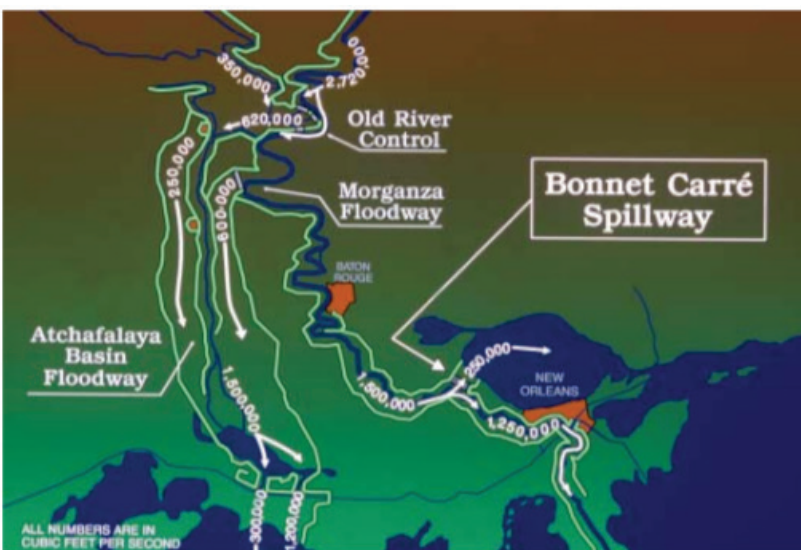 350,000
2,720,000
620,000
Old River
Control
250,000
600,000
Morganza
Floodway
Bonnet Carré
Spillway
BATON
ROUGE
Atchafalaya
Basin
Floodway
1,500,000
1,500,000
250,000
NEW
ORLEANS
1,250,000
300,000
1,200,000
ALL NUMBERS ARE IN
CUBIC FEET PER SECOND